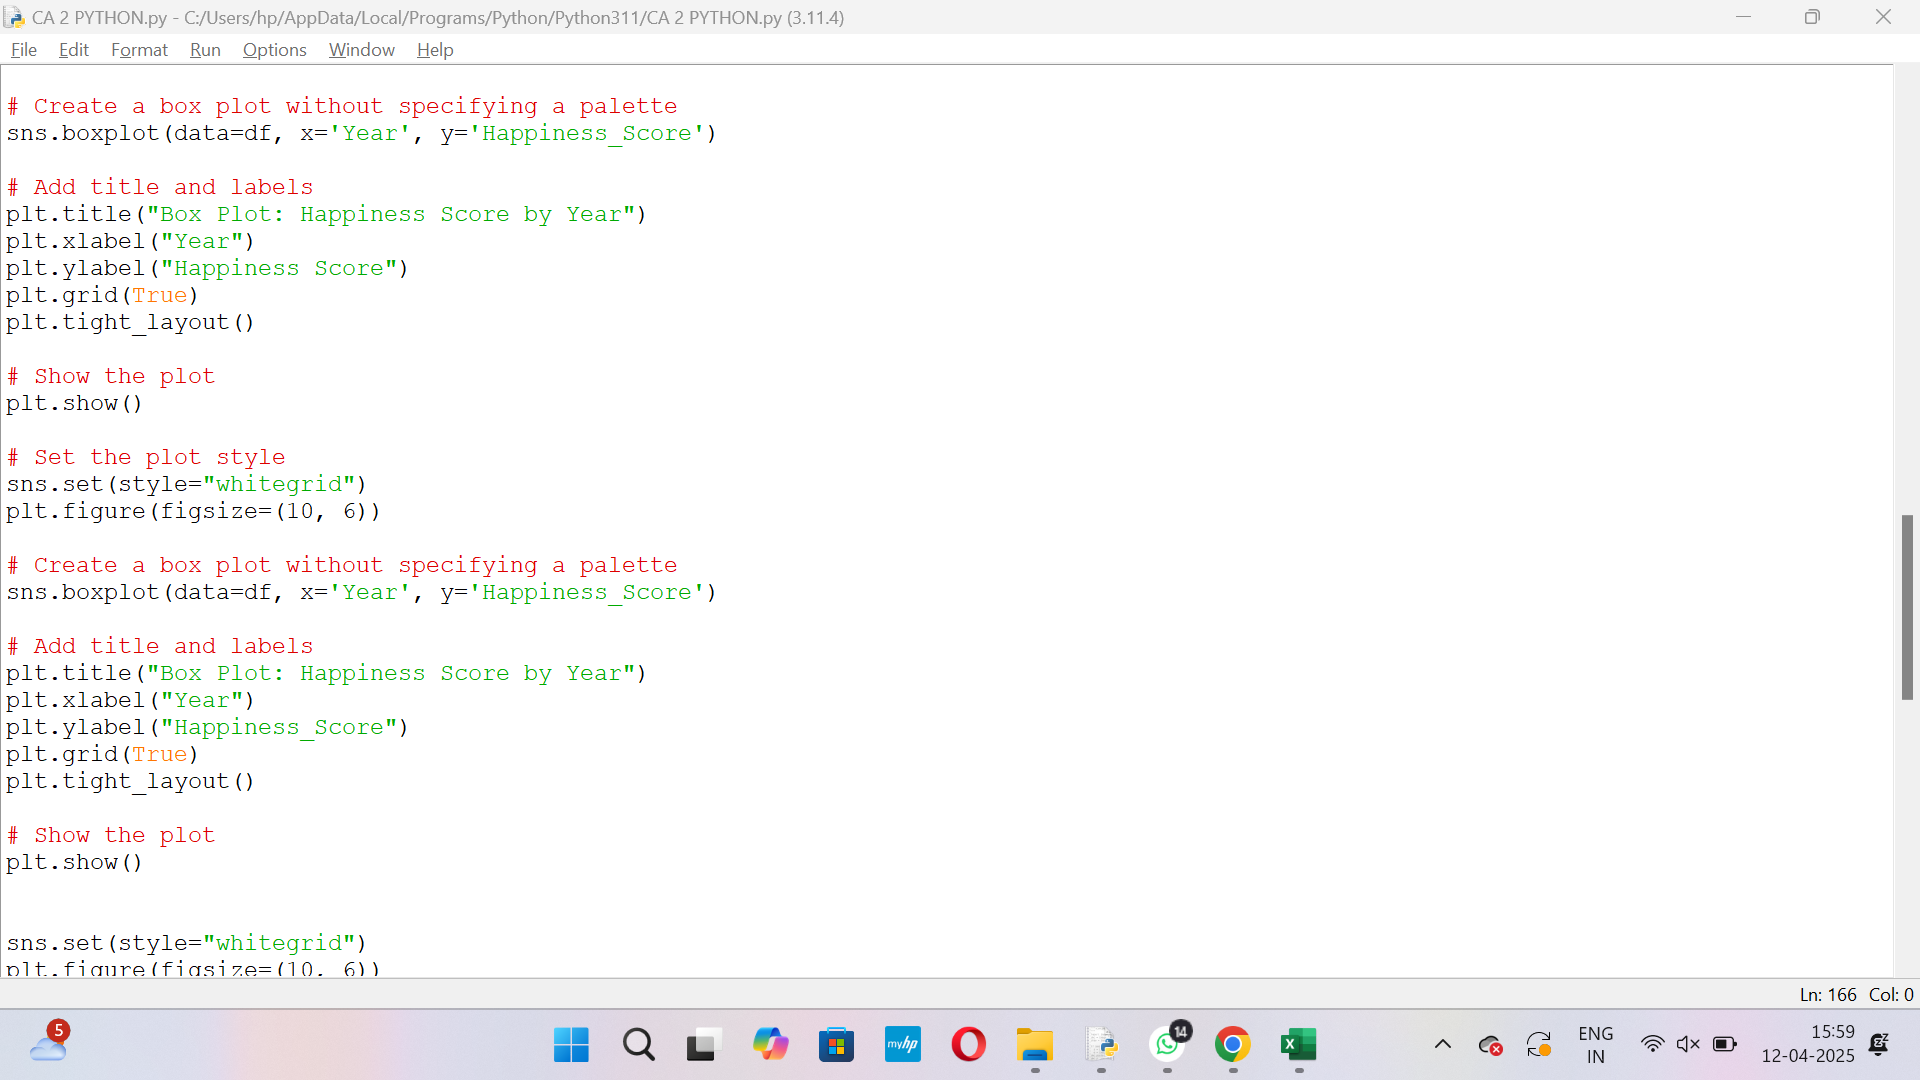 CA 2 PYTHON.py - C:/Users/hp/AppData/Local/Programs/Python/Python311/CA 2 PYTHON.py (3.11.4)
File Edit Format Run Options Window Help
# Create a box plot without specifying a palette
sns.boxplot(data=df, x='Year', y='Happiness_Score')
# Add title and labels
plt.title("Box Plot: Happiness Score by Year")
plt.xlabel("Year")
plt.ylabel("Happiness Score")
plt.grid(True)
plt.tight_layout()
# Show the plot
plt.show()
# Set the plot style
sns.set(style="whitegrid")
plt.figure(figsize=(10, 6))
# Create a box plot without specifying a palette
sns.boxplot(data=df, x='Year', y='Happiness_Score')
# Add title and labels
plt.title("Box Plot: Happiness Score by Year")
plt.xlabel("Year")
plt.ylabel("Happiness_Score")
plt.grid(True)
plt.tight_layout()
# Show the plot
plt.show()
sns.set(style="whitegrid")
plt.figure(figsize=(10, 6))
Ln: 166 Col: 0
5
myhp
14
X
ENG
IN
15:59
12-04-2025